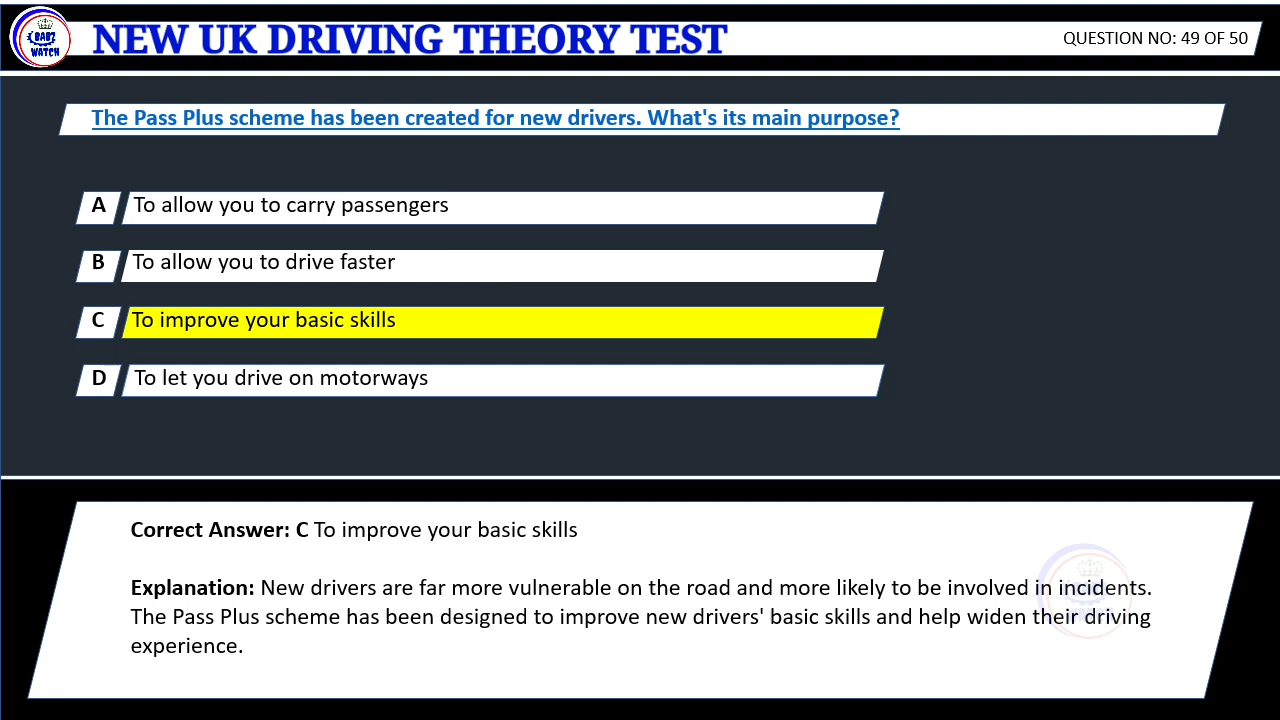 BABZ
WATCH
NEW UK DRIVING THEORY TEST
QUESTION NO: 49 OF 50
The Pass Plus scheme has been created for new drivers. What's its main purpose?
A To allow you to carry passengers
B To allow you to drive faster
C To improve your basic skills
D To let you drive on motorways
Correct Answer: C To improve your basic skills
Explanation: New drivers are far more vulnerable on the road and more likely to be involved in incidents.
The Pass Plus scheme has been designed to improve new drivers' basic skills and help widen their driving
experience.